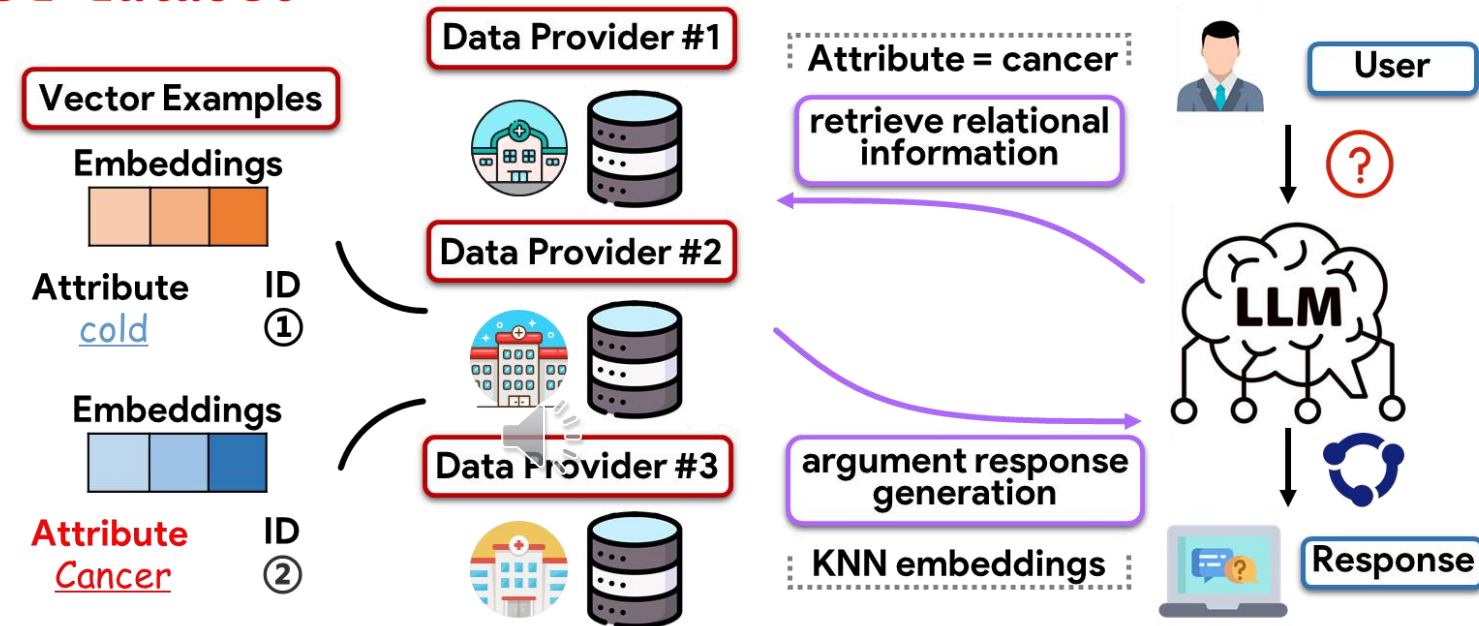 Vector Examples
Embeddings
Attribute ID
cold ①
Embeddings
Attribute ID
Cancer ②
Data Provider #1
Data Provider #2
Data Provider #3
Attribute = cancer
retrieve relational
information
argument response
generation
KNN embeddings
User
?
LLM
?
Response